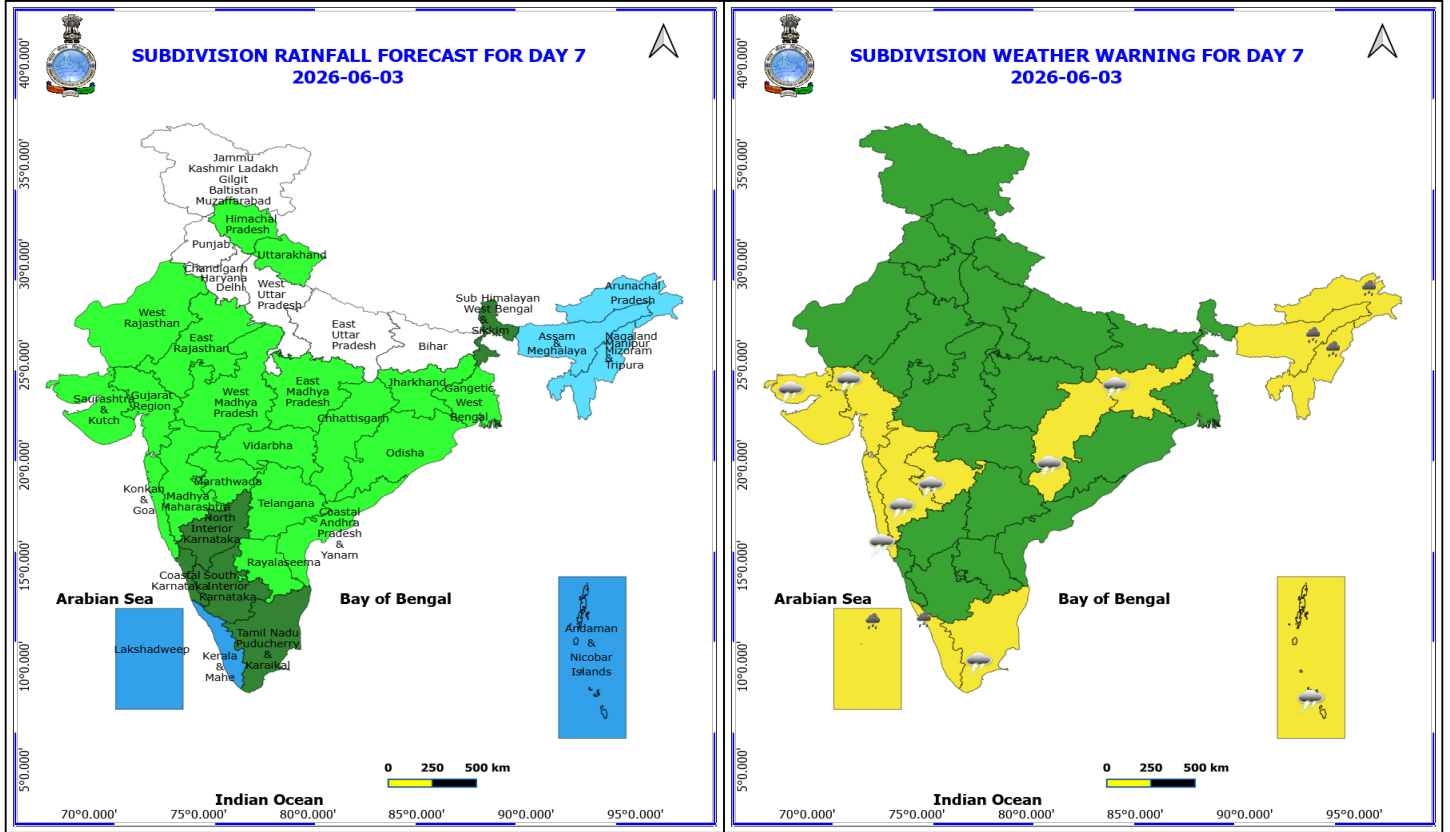 SUBDIVISION RAINFALL FORECAST FOR DAY 7
2026-06-03
40°0.000'
35°0.000'
30°0.000'
25°0.000'
20°0.000'
15°0.000'
10°0.000'
5°0.000'
Jammu
Kashmir Ladakh
Gilgit
Baltistan
Muzaffarabad
Himachal
Pradesh
Punjab
Uttarakhand
Chandigarh
Haryana
Delhi
West
Uttar
Pradesh
West
Rajasthan
East
Rajasthan
East
Uttar
Pradesh
Bihar
Sub Himalayan
West Bengal
&
Sikkim
Arunachal
Pradesh
Assam
&
Meghalaya
Nagaland
Manipur
Mizoram
&
Tripura
Saurashtra
&
Kutch
Gujarat
Region
West
Madhya
Pradesh
East
Madhya
Pradesh
Jharkhand
Gangetic
West
Bengal
Chhattisgarh
Vidarbha
Odisha
Konkan
&
Goa
Madhya
Maharashtra
Marathwada
Telangana
North
Interior
Karnataka
Coastal
Andhra
Pradesh
&
Yanam
Rayalaseema
Coastal
Karnataka
South
Interior
Karnataka
Arabian Sea
Bay of Bengal
Lakshadweep
Kerala
&
Mahe
Tamil Nadu
Puducherry
&
Karaikal
Andaman
&
Nicobar
Islands
0 250 500 km
Indian Ocean
70°0.000' 75°0.000' 80°0.000' 85°0.000' 90°0.000' 95°0.000'
SUBDIVISION WEATHER WARNING FOR DAY 7
2026-06-03
40°0.000'
35°0.000'
30°0.000'
25°0.000'
20°0.000'
15°0.000'
10°0.000'
5°0.000'
Arabian Sea
Bay of Bengal
0 250 500 km
Indian Ocean
70°0.000' 75°0.000' 80°0.000' 85°0.000' 90°0.000' 95°0.000'